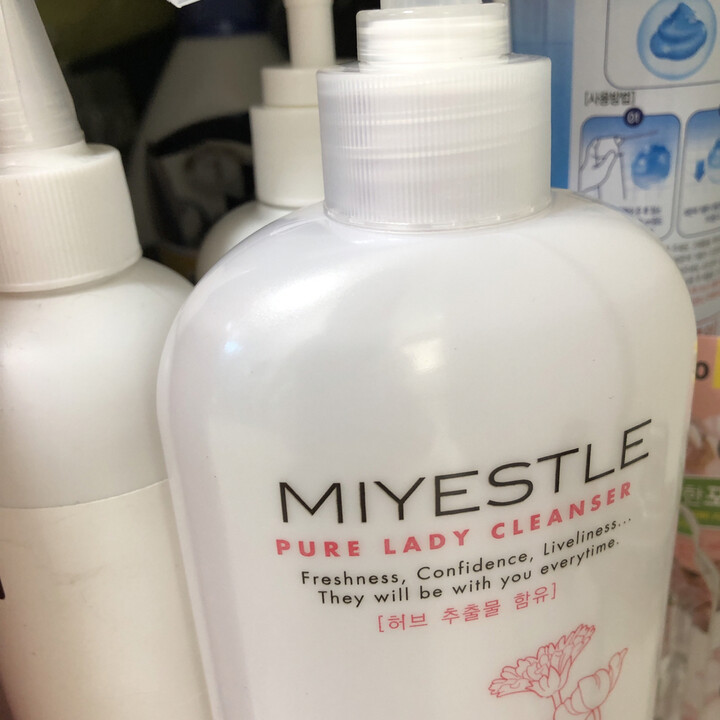 [사용방법]
01
MIYESTLE
PURE LADY CLEANSER
Freshness, Confidence, Liveliness...
They will be with you everytime.
[허브 추출물 함유]